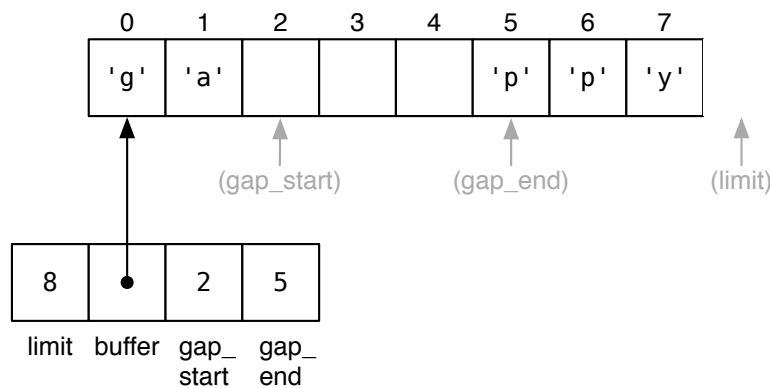 0 1 2 3 4 5 6 7
'g' 'a' 'p' 'p' 'y'
(gap_start) (gap_end) (limit)
8 2 5
limit buffer gap_ gap_
start end